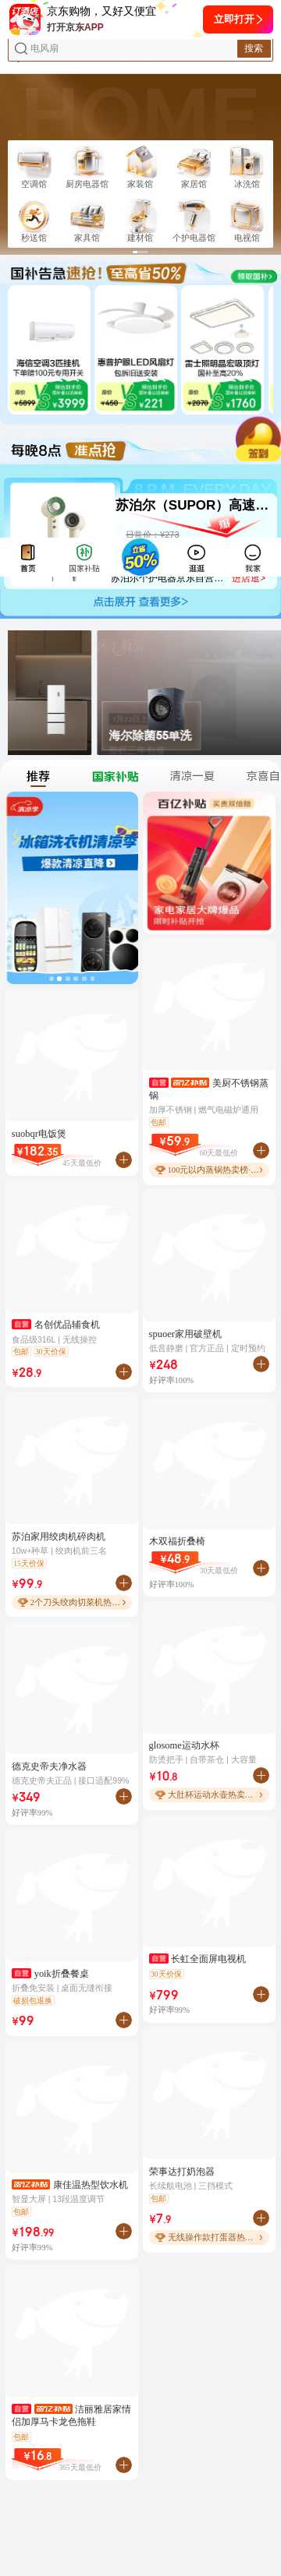 京东购物，又好又便宜
打开京东APP
立即打开
电风扇
搜索
HOME
空调馆
厨房电器馆
家装馆
家居馆
冰洗馆
秒送馆
家具馆
建材馆
个护电器馆
电视馆
国补告急速抢！至高省50%
领取国补
海信空调3匹挂机
下单赠100元专用开关
¥5899
¥3999
惠普护眼LED风扇灯
包拆旧送安装
¥450
¥221
雷士照明晶宏吸顶灯
国补至高20%
¥2070
¥1760
签到
每晚8点 准点抢
苏泊尔（SUPOR）高速…
日常价：¥273
苏泊尔个护电器京东自营…
进店逛>
首页
国家补贴
立省50%
逛逛
我家
点击展开 查看更多>
海尔除菌55单洗
推荐
国家补贴
清凉一夏
京喜自
清凉季
冰箱洗衣机清凉季
爆款清凉直降
百亿补贴
买贵双倍赔
家电家居大牌爆品
限时补贴开抢
suobqr电饭煲
¥182.35
45天最低价
自营 百亿补贴 美厨不锈钢蒸锅
加厚不锈钢 | 燃气电磁炉通用
包邮
¥59.9
60天最低价
100元以内蒸锅热卖榜·…
自营 名创优品辅食机
食品级316L | 无线操控
包邮 30天价保
¥28.9
spuoer家用破壁机
低音静磨 | 官方正品 | 定时预约
¥248
好评率100%
苏泊家用绞肉机碎肉机
10w+种草 | 绞肉机前三名
15天价保
¥99.9
2个刀头绞肉切菜机热…
木双福折叠椅
¥48.9
30天最低价
好评率100%
德克史帝夫净水器
德克史帝夫正品 | 接口适配99%
¥349
好评率99%
glosome运动水杯
防烫把手 | 自带茶仓 | 大容量
¥10.8
大肚杯运动水壶热卖…
自营 yoik折叠餐桌
折叠免安装 | 桌面无缝衔接
破损包退换
¥99
自营 长虹全面屏电视机
30天价保
¥799
好评率99%
百亿补贴 康佳温热型饮水机
智显大屏 | 13段温度调节
包邮
¥198.99
好评率99%
荣事达打奶泡器
长续航电池 | 三挡模式
包邮
¥7.9
无线操作款打蛋器热…
自营 百亿补贴 洁丽雅居家情侣加厚马卡龙色拖鞋
包邮
¥16.8
365天最低价